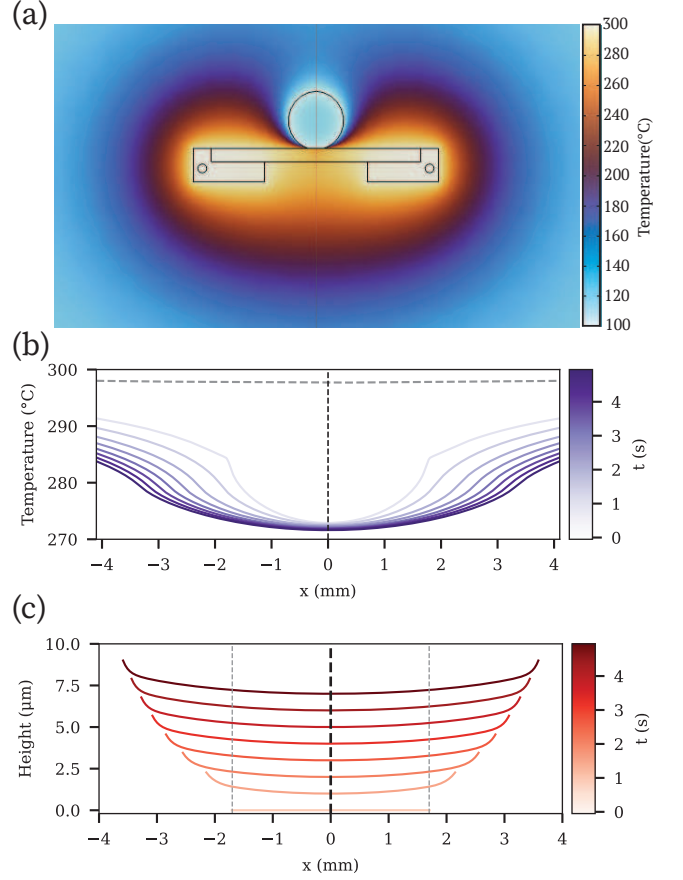 (a)
300
280
260
240
220
200
180
160
140
120
100
Temperature(°C)
(b)
300
290
280
270
Temperature (°C)
−4 −3 −2 −1 0 1 2 3 4
x (mm)
4
3
2
1
0
t (s)
(c)
10.0
7.5
5.0
2.5
0.0
Height (μm)
−4 −3 −2 −1 0 1 2 3 4
x (mm)
4
3
2
1
0
t (s)